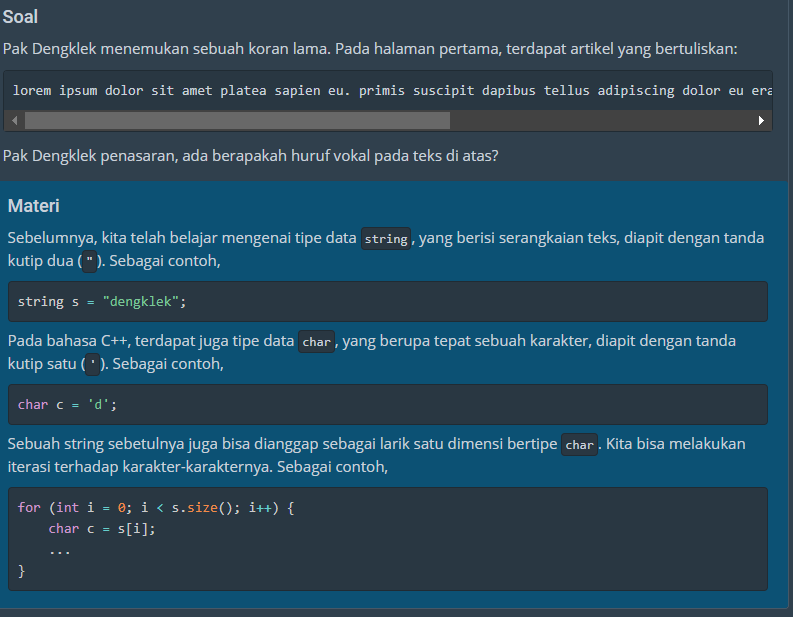 Soal
Pak Dengklek menemukan sebuah koran lama. Pada halaman pertama, terdapat artikel yang bertuliskan:
lorem ipsum dolor sit amet platea sapien eu. primis suscipit dapibus tellus adipiscing dolor eu era
Pak Dengklek penasaran, ada berapakah huruf vokal pada teks di atas?
Materi
Sebelumnya, kita telah belajar mengenai tipe data string, yang berisi serangkaian teks, diapit dengan tanda
kutip dua ("). Sebagai contoh,
string s = "dengklek";
Pada bahasa C++, terdapat juga tipe data char, yang berupa tepat sebuah karakter, diapit dengan tanda
kutip satu ('). Sebagai contoh,
char c = 'd';
Sebuah string sebetulnya juga bisa dianggap sebagai larik satu dimensi bertipe char. Kita bisa melakukan
iterasi terhadap karakter-karakternya. Sebagai contoh,
for (int i = 0; i < s.size(); i++) {
    char c = s[i];
    ...
}